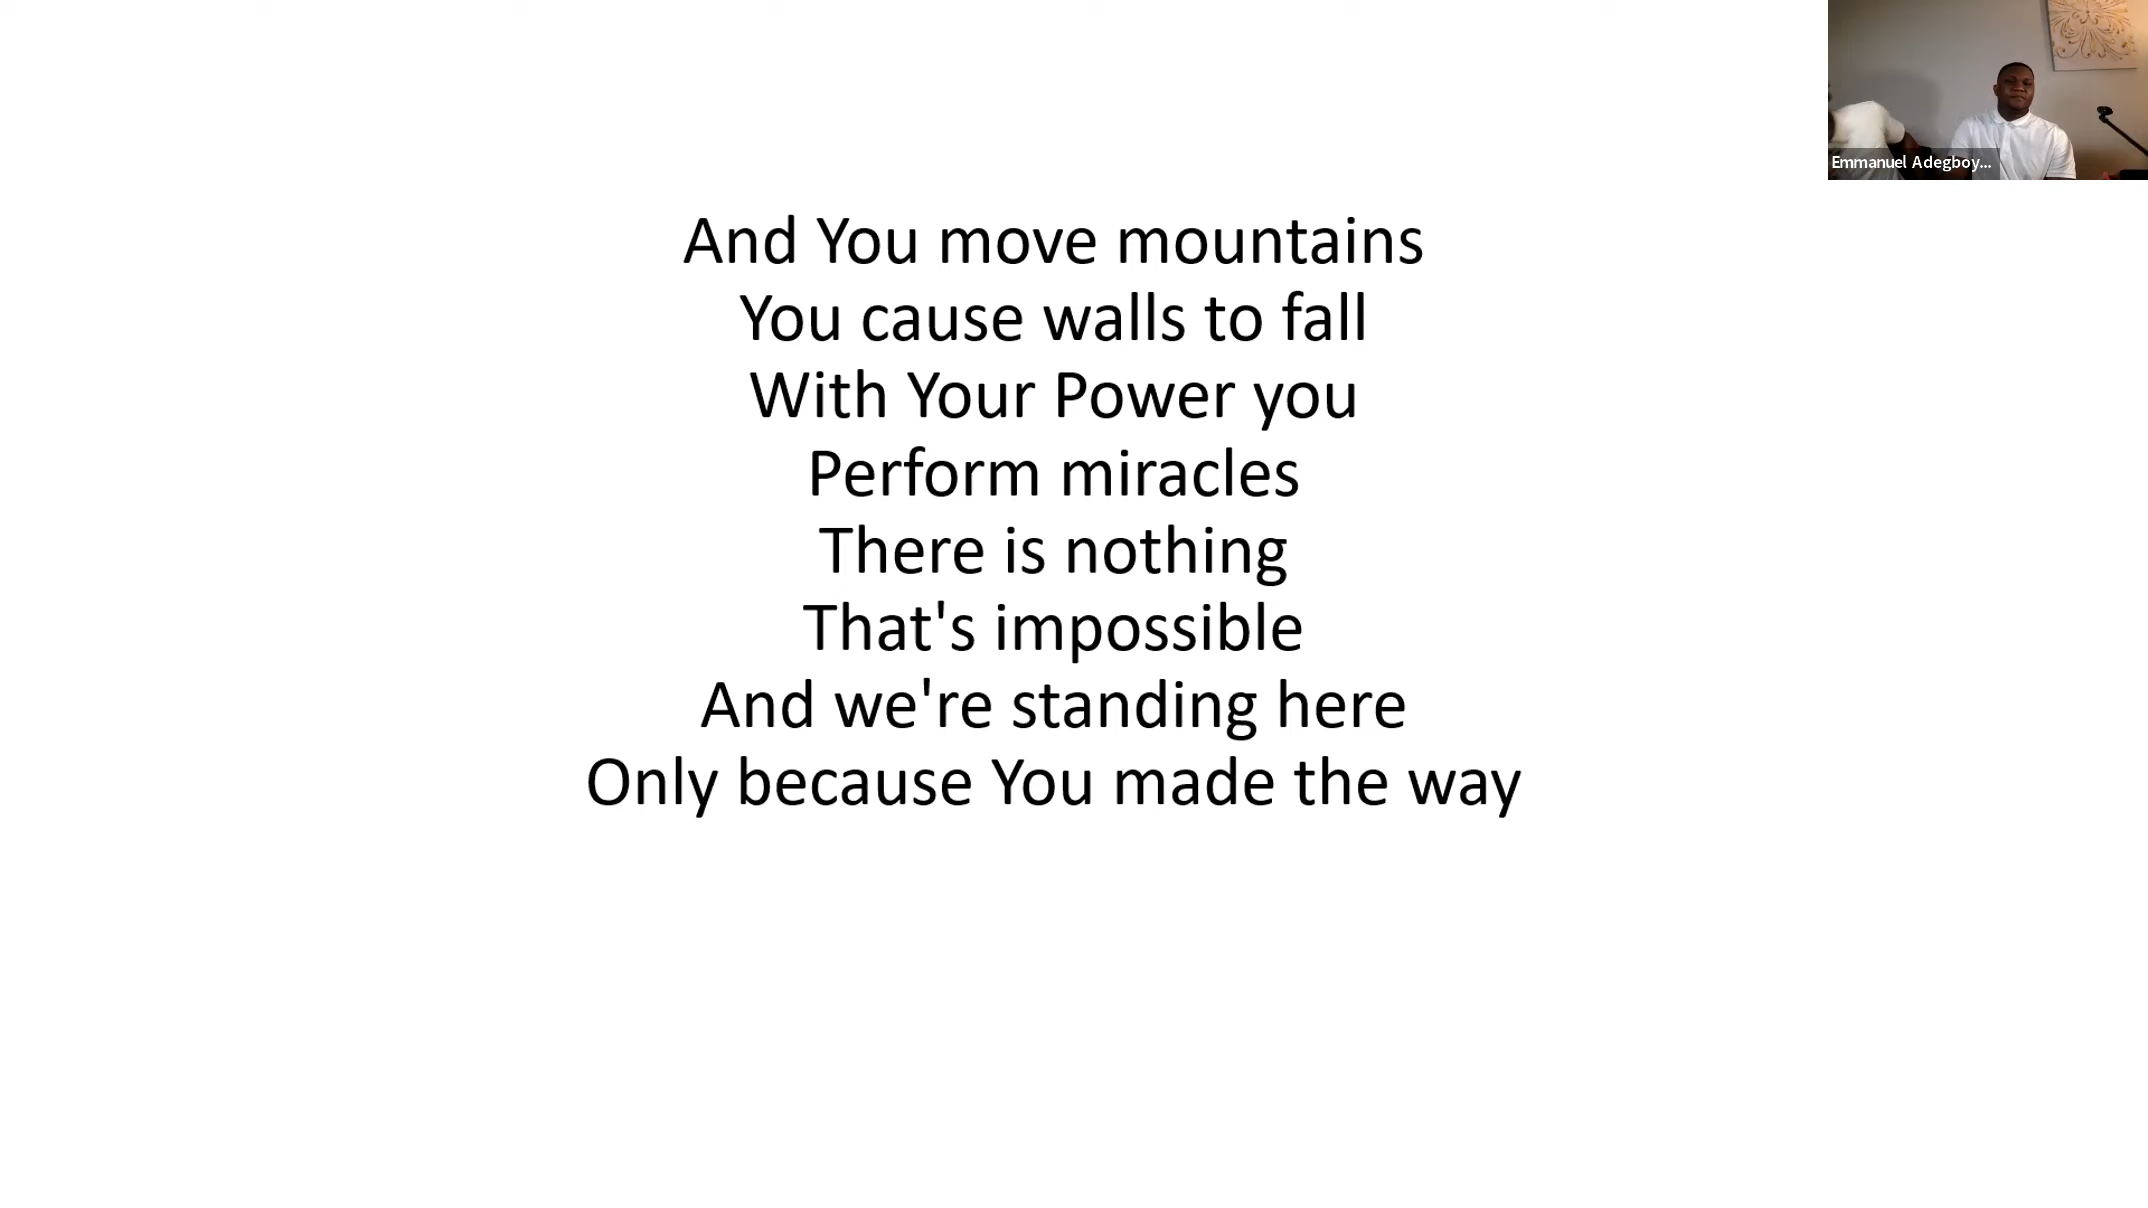 Emmanuel Adegboy...
And You move mountains
You cause walls to fall
With Your Power you
Perform miracles
There is nothing
That's impossible
And we're standing here
Only because You made the way